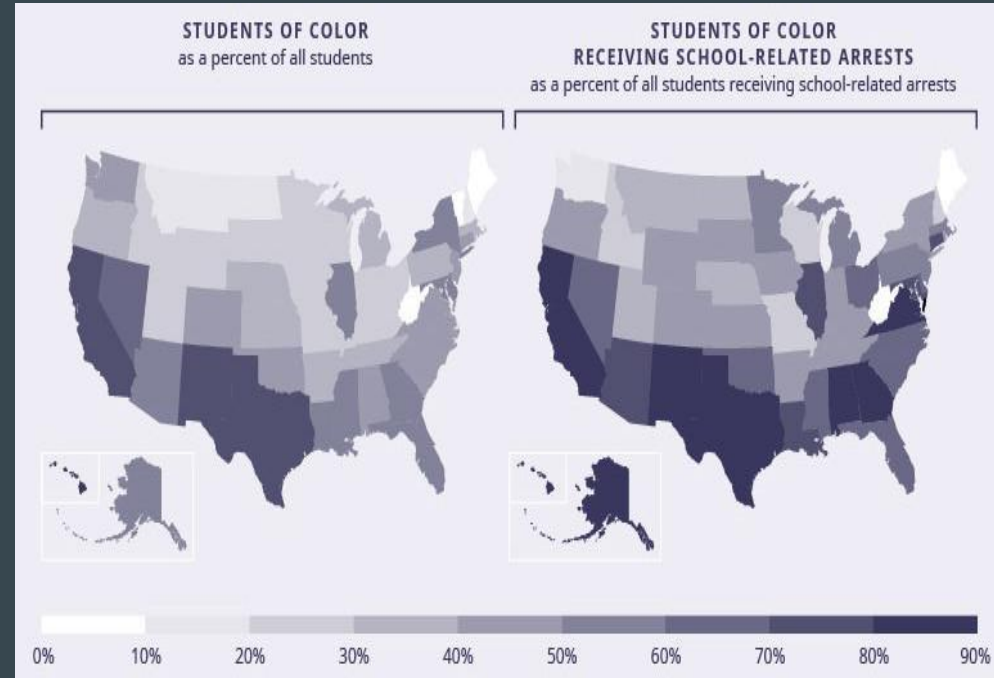 STUDENTS OF COLOR
as a percent of all students
STUDENTS OF COLOR
RECEIVING SCHOOL-RELATED ARRESTS
as a percent of all students receiving school-related arrests
0% 10% 20% 30% 40% 50% 60% 70% 80% 90%